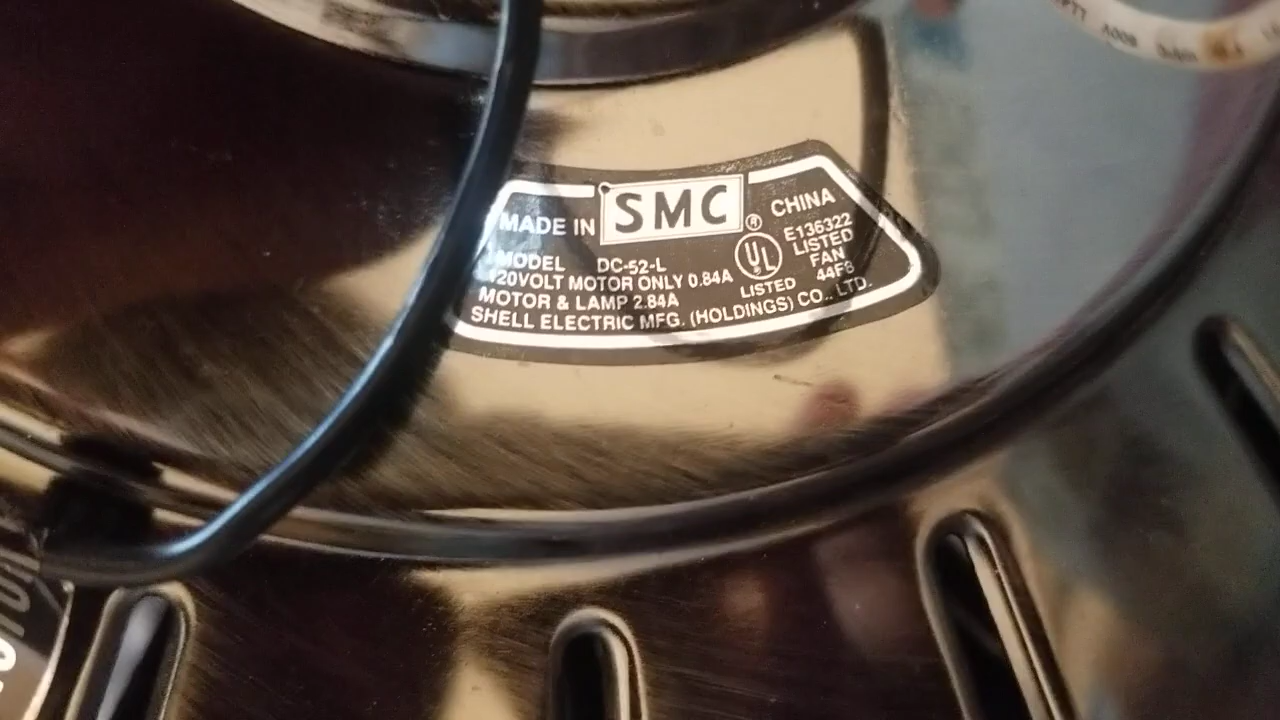 MADE IN SMC ® CHINA
MODEL DC-52-L
120VOLT MOTOR ONLY 0.84A
MOTOR & LAMP 2.84A
SHELL ELECTRIC MFG. (HOLDINGS) CO., LTD.
UL ®
LISTED
E136322
LISTED
FAN
44F8